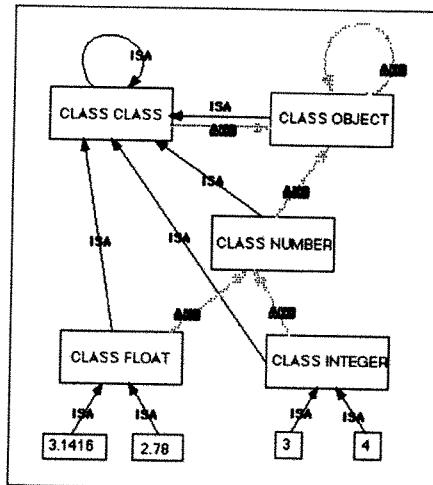 ISA
AKO
CLASS CLASS
ISA
AKO
CLASS OBJECT
ISA
AKO
ISA
ISA
CLASS NUMBER
AKO
AKO
CLASS FLOAT
CLASS INTEGER
ISA
ISA
ISA
ISA
3.1416
2.78
3
4